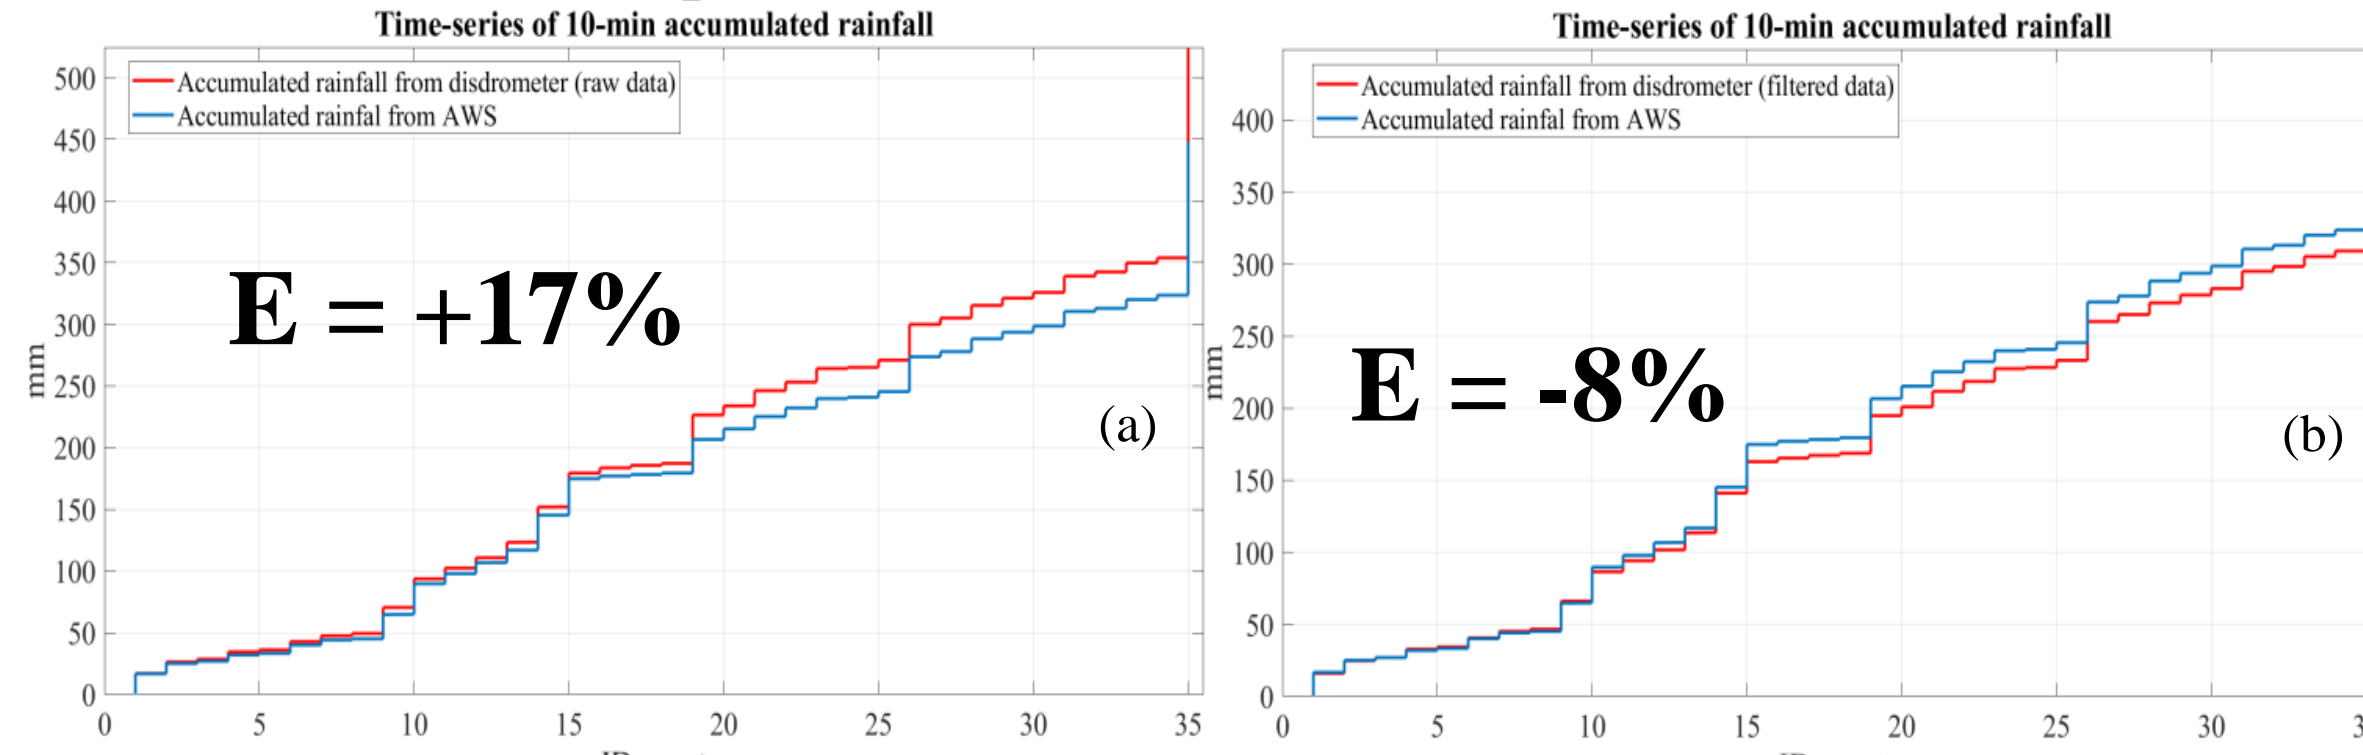 Time-series of 10-min accumulated rainfall
500
450
400
350
300
250
200
150
100
50
0
mm
Accumulated rainfall from disdrometer (raw data)
Accumulated rainfal from AWS
E = +17%
(a)
0 5 10 15 20 25 30 35
Time-series of 10-min accumulated rainfall
400
350
300
250
200
150
100
50
0
mm
Accumulated rainfall from disdrometer (filtered data)
Accumulated rainfal from AWS
E = -8%
(b)
0 5 10 15 20 25 30